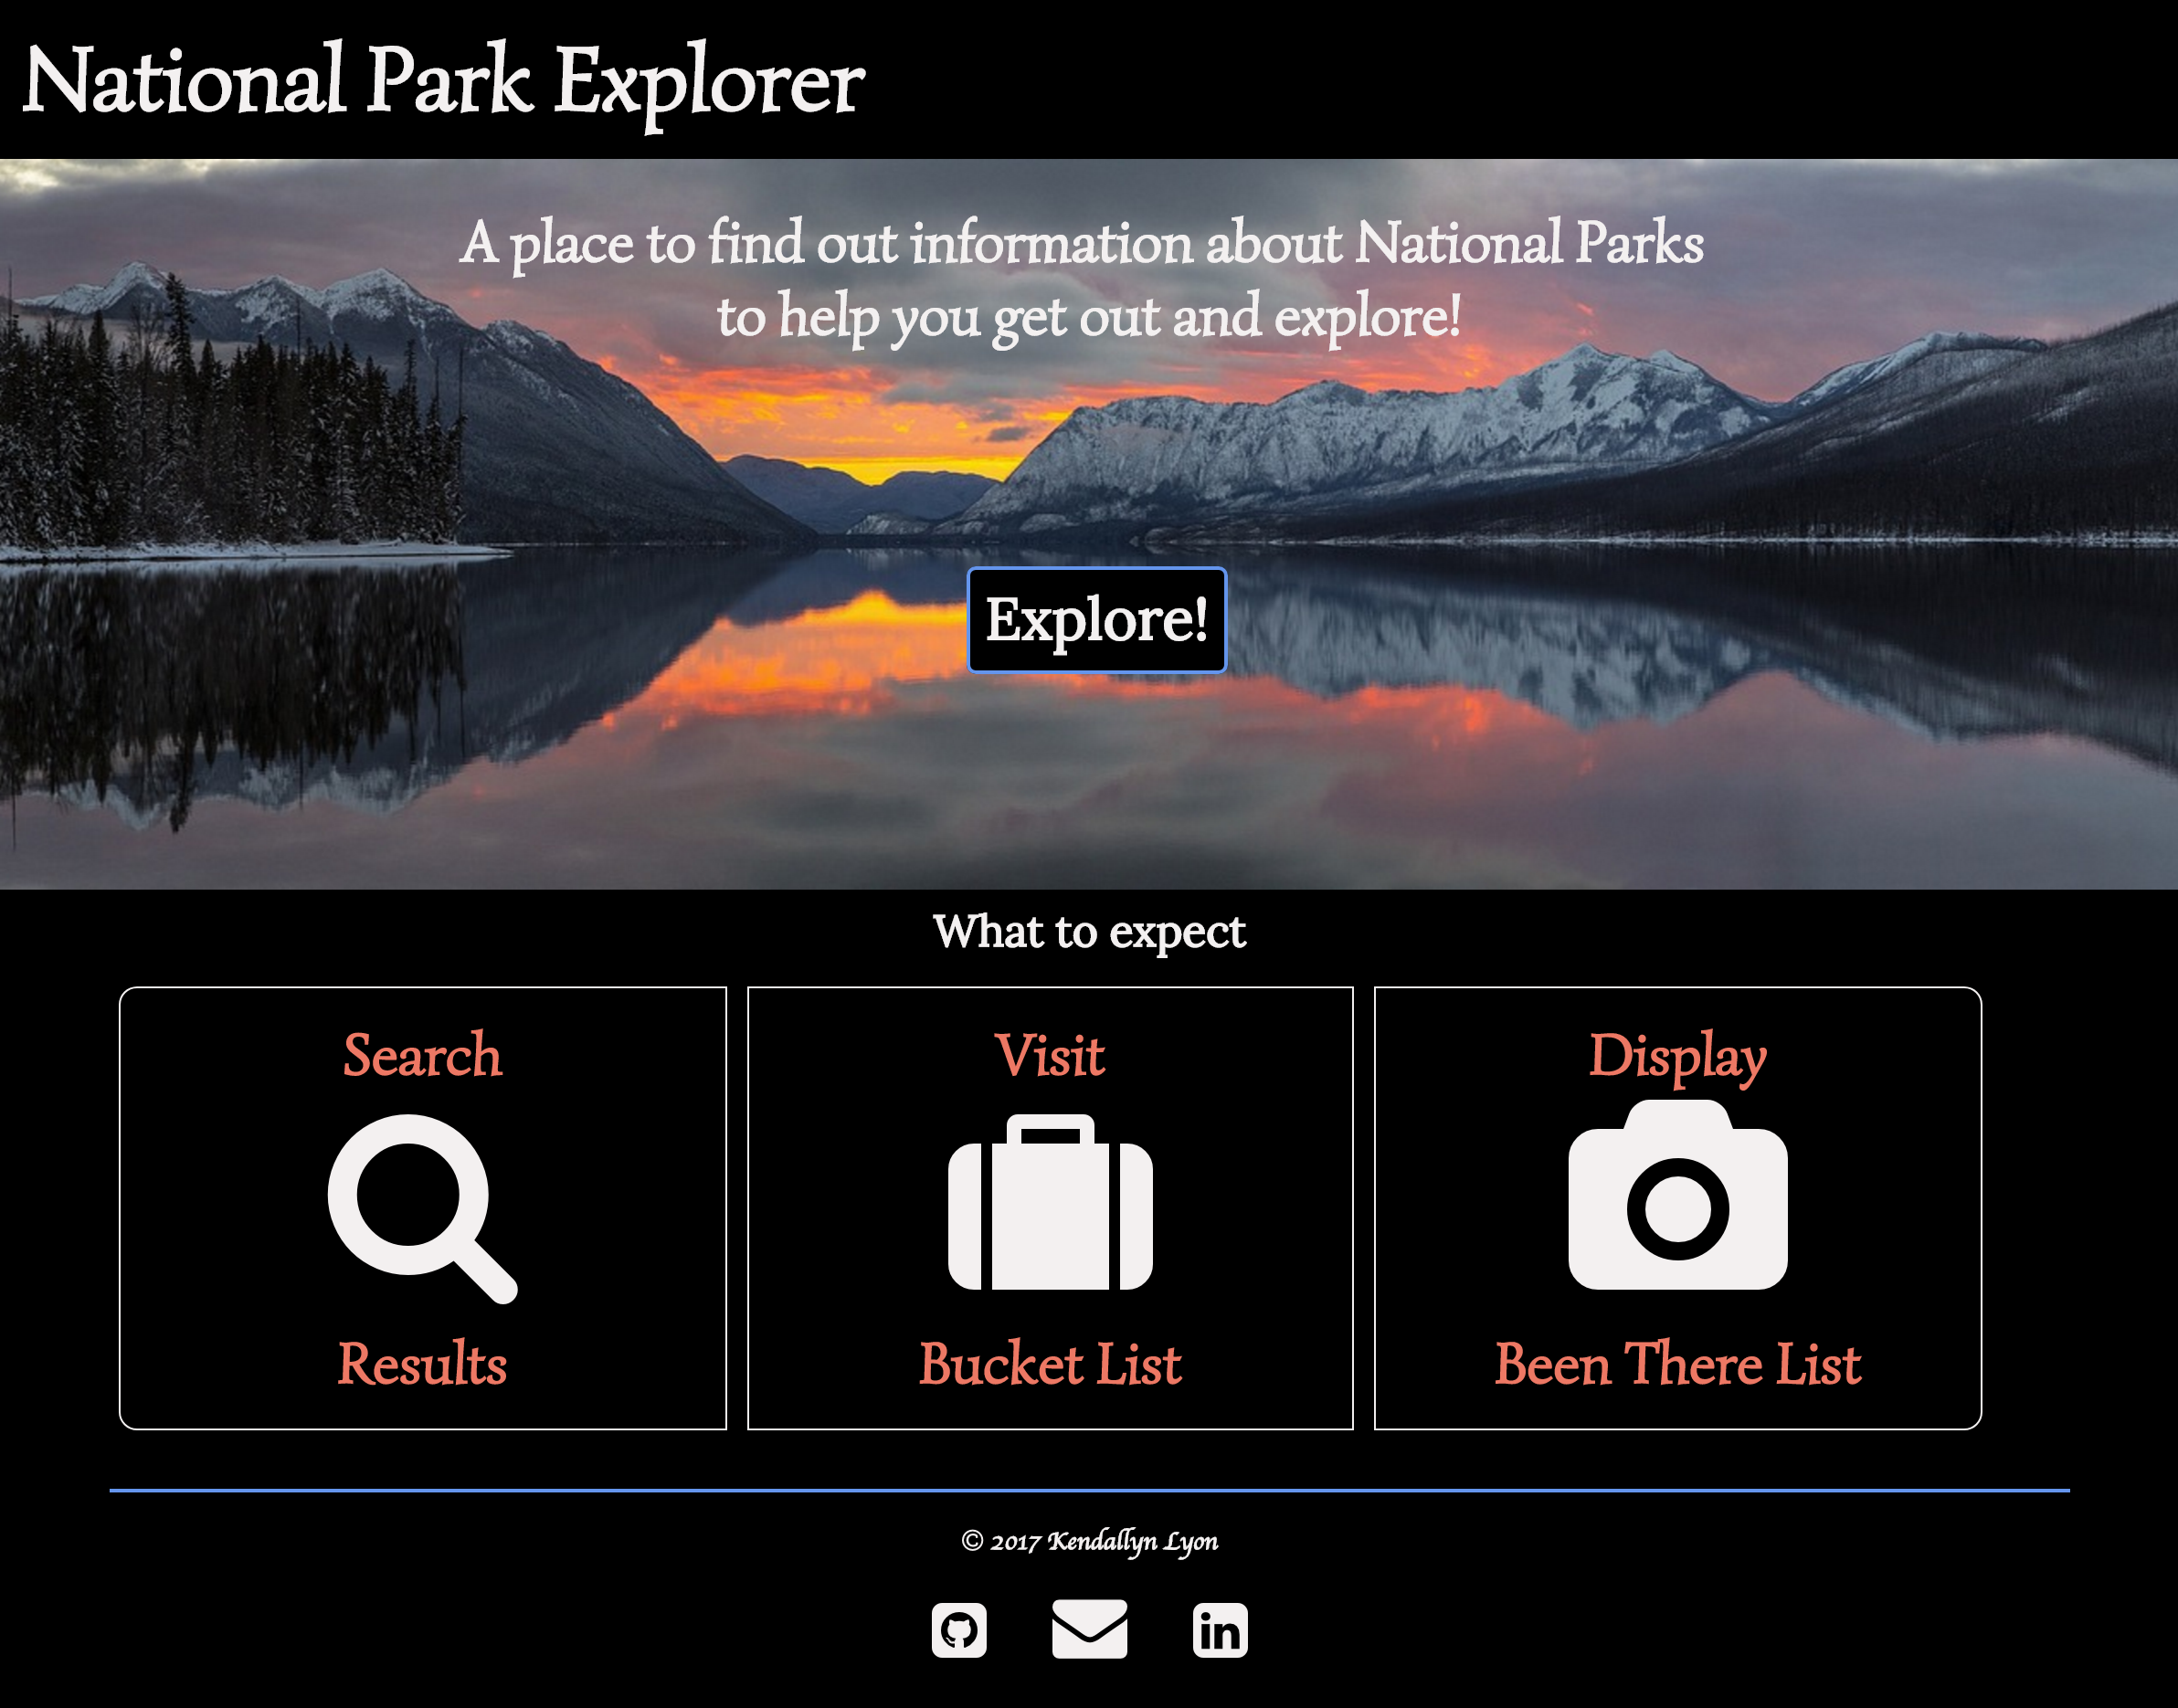 National Park Explorer
A place to find out information about National Parks
to help you get out and explore!
Explore!
What to expect
Search
Results
Visit
Bucket List
Display
Been There List
© 2017 Kendallyn Lyon
in